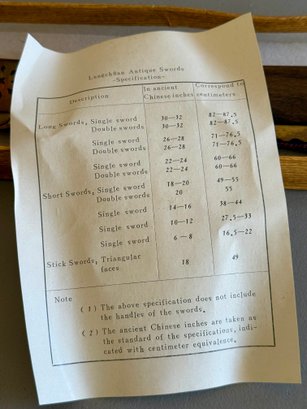 Lungchüan Antique Swords
-Specification-
Description In ancient Chinese inches Correspond to centimeters
Long Swords, Single sword 30—32 82—87.5
Double swords 30—32 82—87.5
Single swords 26—28 71—76.5
Double swords 26—28 71—76.5
Single swords 22—24 60—66
Double swords 22—24 60—66
Short Swords, Single sword 18—20 49—55
Double swords 20 55
Single sword 14—16 38—44
Single sword 10—12 27.5—33
Single sword 6—8 16.5—22
Stick Swords, Triangular
faces 18 49
Note
(1) The above specification does not include
the handles of the swords.
(2) The ancient Chinese inches are taken as
the standard of the specifications, indi-
cated with centimeter equivalence.